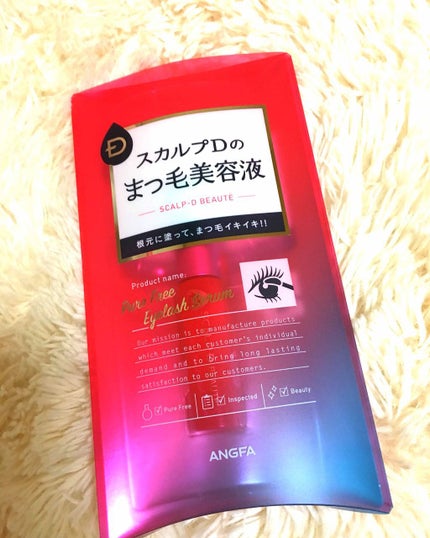 D
スカルプDの
まつ毛美容液
SCALP-D BEAUTE
根元に塗って、まつ毛イキイキ!!
Product name:
Pure Free
Eyelash Serum
Our Mission is to manufacture products
which meet each customer's individual
demand and to bring long lasting
satisfaction to our customers.
Pure Free Inspected Beauty
ANGFA